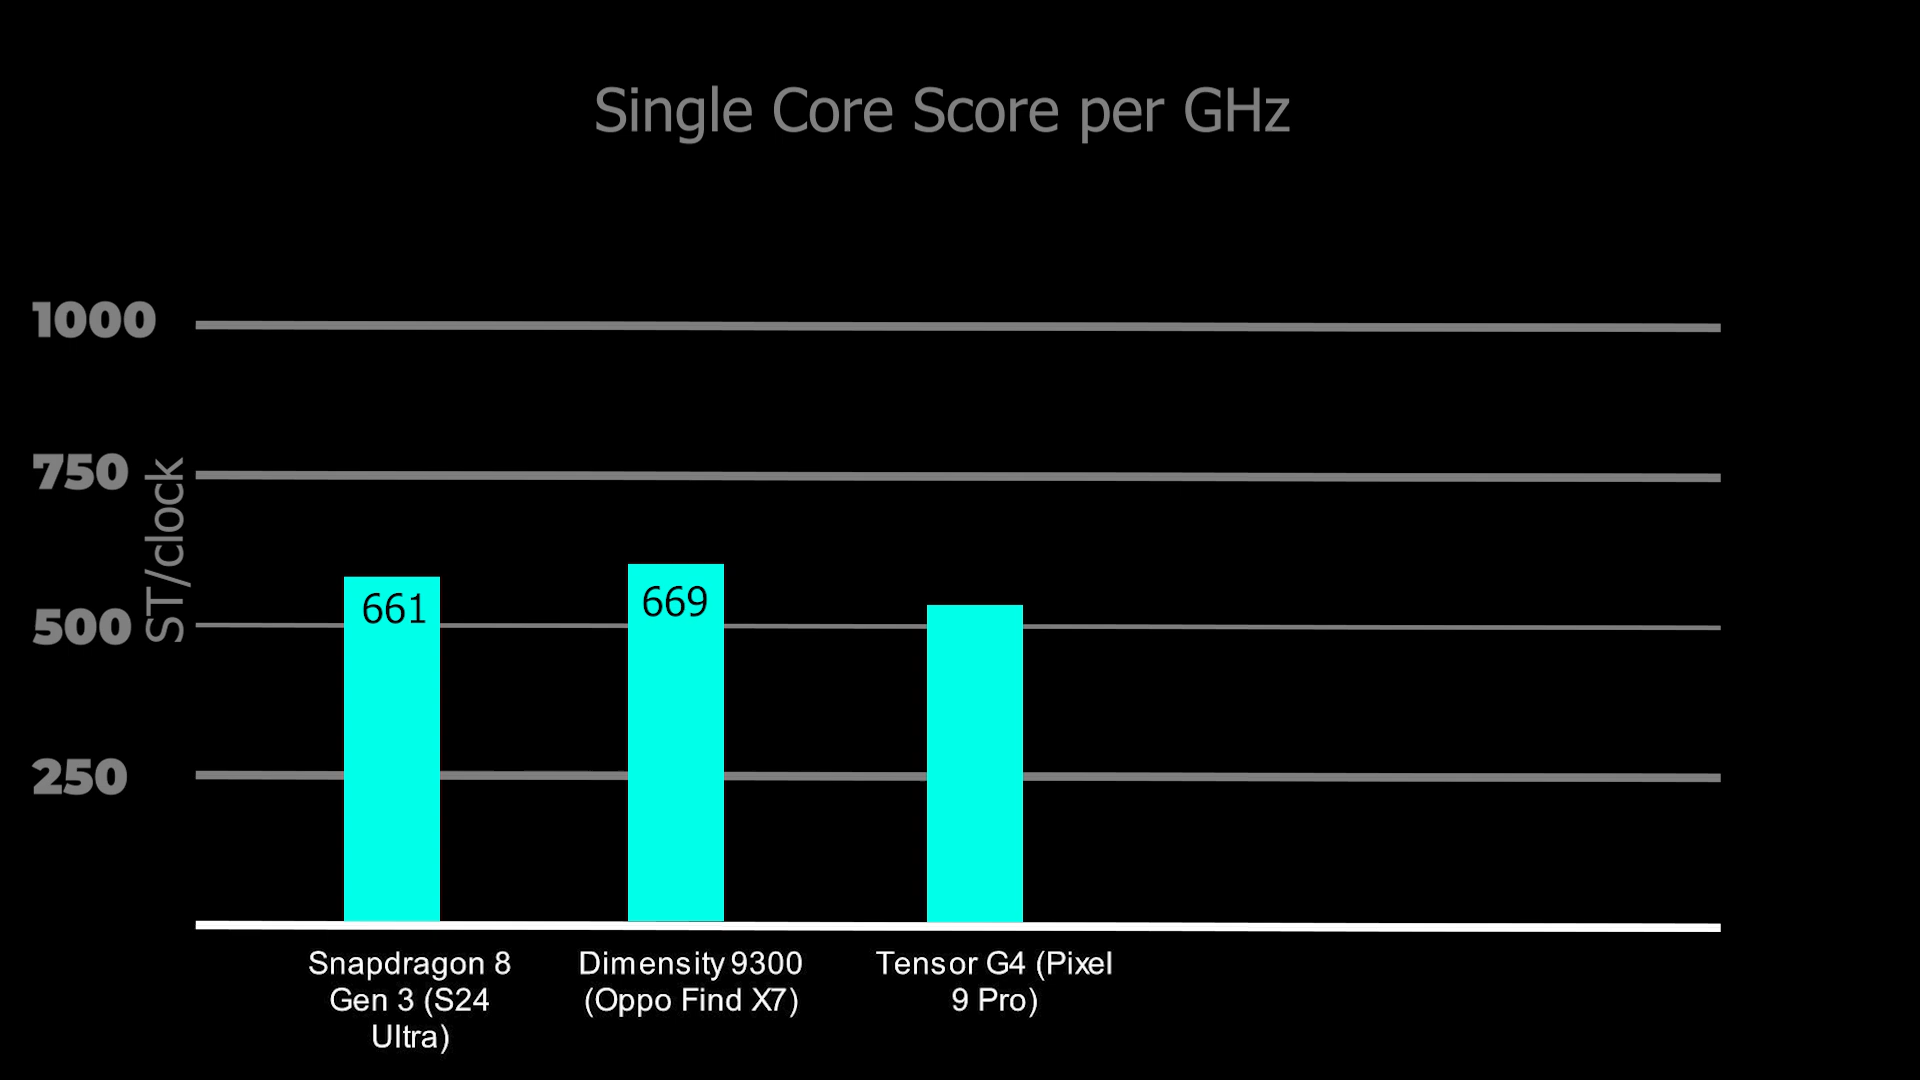 Single Core Score per GHz
1000
750
500
250
ST/clock
661
669
Snapdragon 8
Gen 3 (S24
Ultra)
Dimensity 9300
(Oppo Find X7)
Tensor G4 (Pixel
9 Pro)